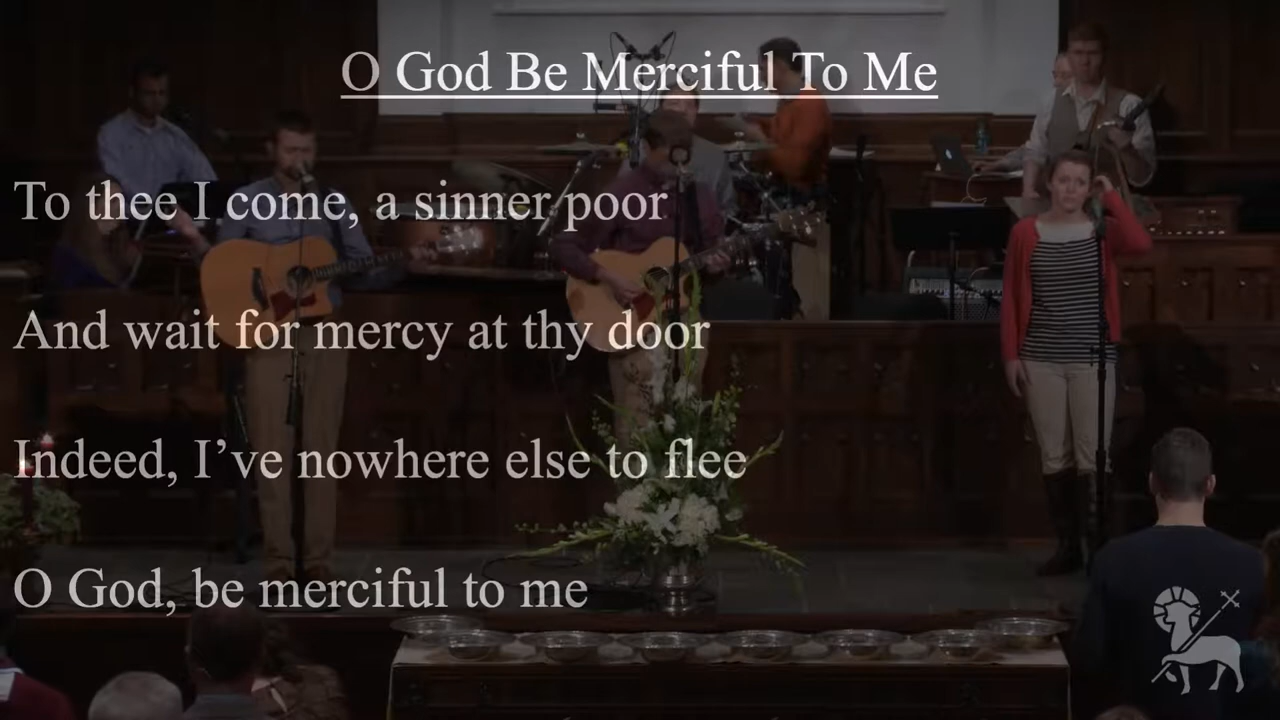 O God Be Merciful To Me
To thee I come, a sinner poor
And wait for mercy at thy door
Indeed, I’ve nowhere else to flee
O God, be merciful to me